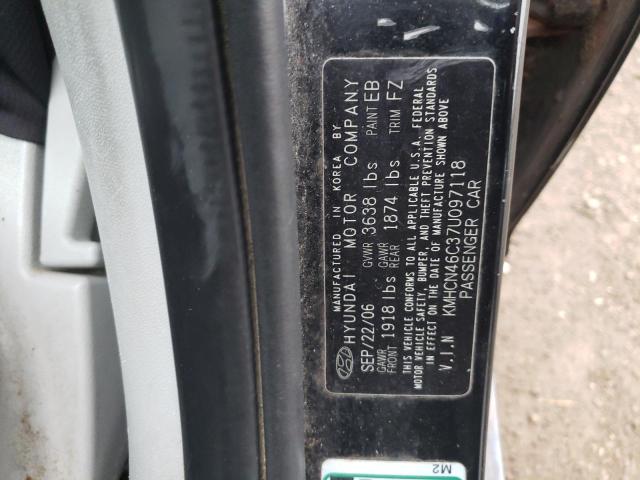 MANUFACTURED IN KOREA BY
HYUNDAI MOTOR COMPANY
SEP/22/06 GVWR 3638 lbs PAINT EB
GAWR FRONT 1918 lbs GAWR REAR 1874 lbs TRIM FZ
THIS VEHICLE CONFORMS TO ALL APPLICABLE U.S.A. FEDERAL
MOTOR VEHICLE SAFETY, BUMPER, AND THEFT PREVENTION STANDARDS
IN EFFECT ON THE DATE OF MANUFACTURE SHOWN ABOVE
V.I.N KMHCN46C37U097118
PASSENGER CAR
M2